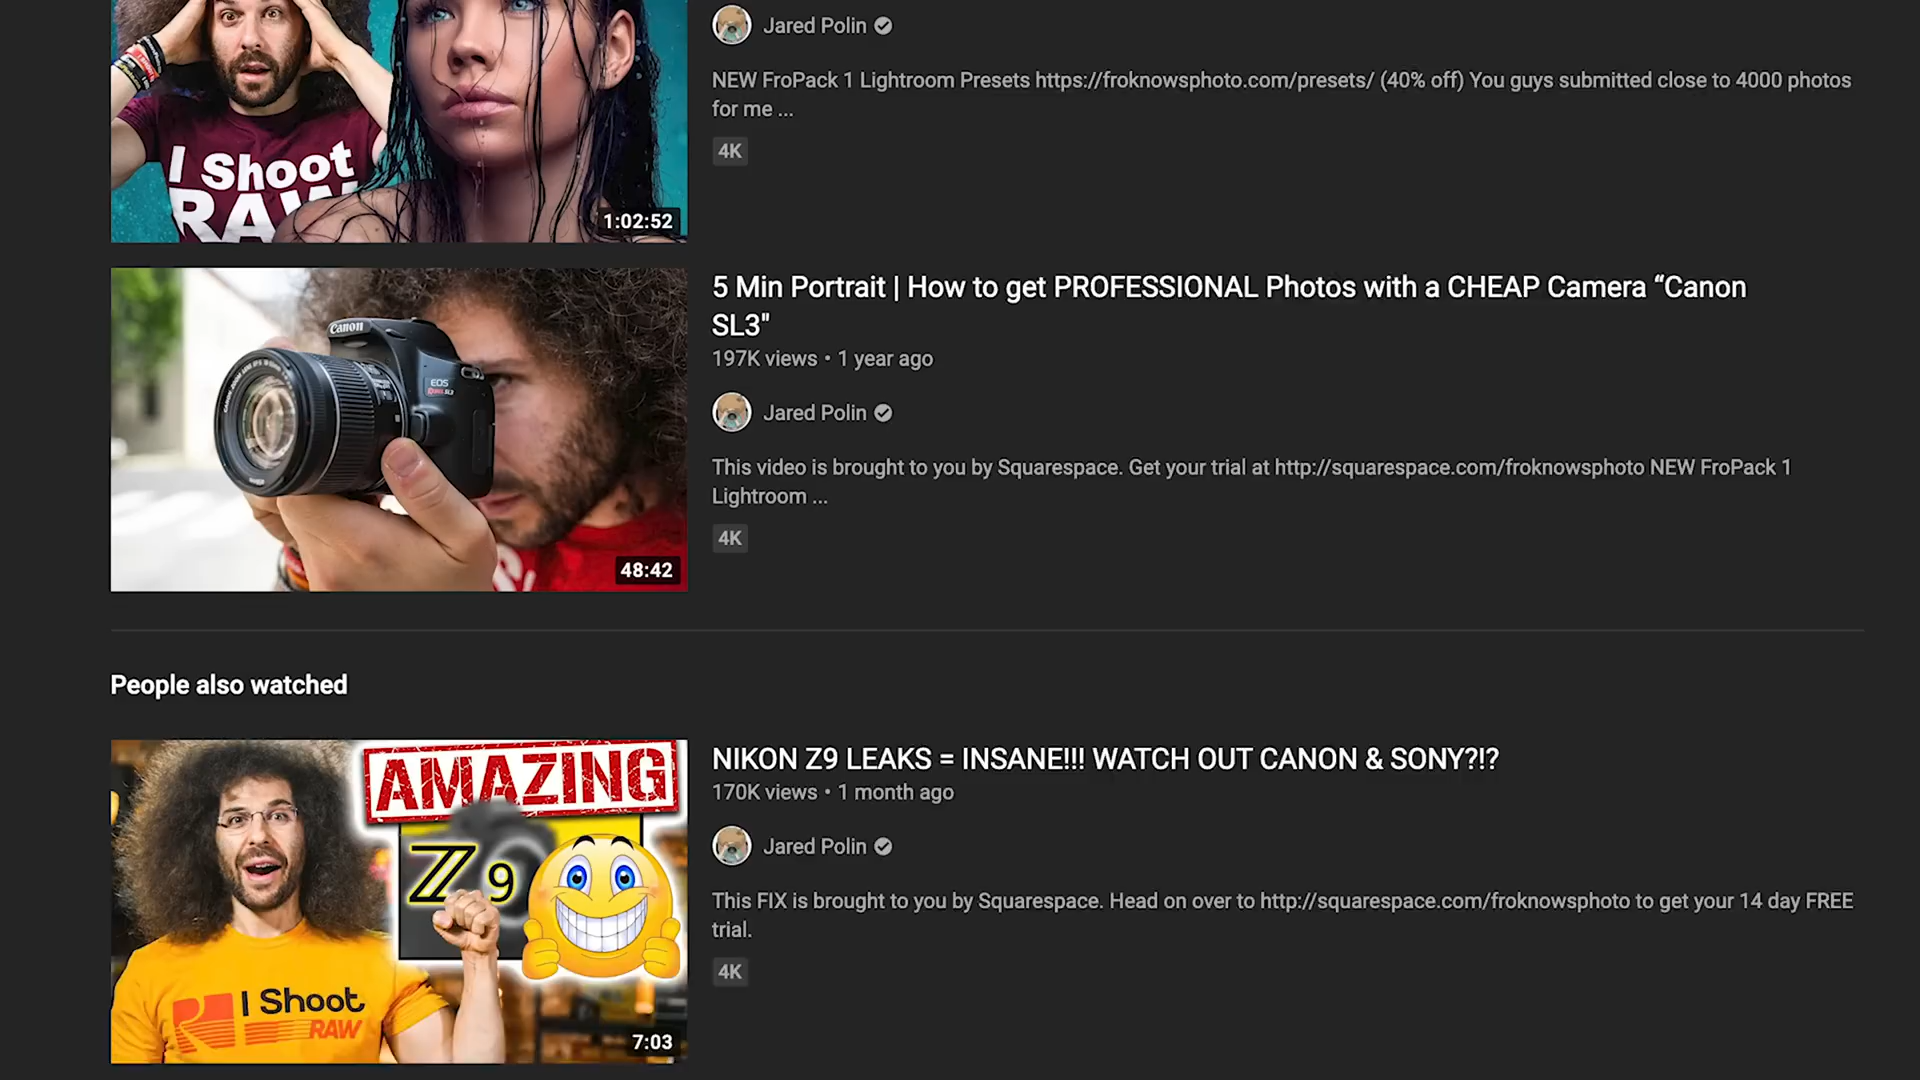 Jared Polin
NEW FroPack 1 Lightroom Presets https://froknowsphoto.com/presets/ (40% off) You guys submitted close to 4000 photos
for me ...
4K
I Shoot
RAW
1:02:52
5 Min Portrait | How to get PROFESSIONAL Photos with a CHEAP Camera “Canon
SL3"
197K views • 1 year ago
Jared Polin
This video is brought to you by Squarespace. Get your trial at http://squarespace.com/froknowsphoto NEW FroPack 1
Lightroom ...
4K
Canon
EOS
48:42
People also watched
NIKON Z9 LEAKS = INSANE!!! WATCH OUT CANON & SONY?!?
170K views • 1 month ago
Jared Polin
This FIX is brought to you by Squarespace. Head on over to http://squarespace.com/froknowsphoto to get your 14 day FREE
trial.
4K
AMAZING
Z 9
I Shoot
RAW
7:03